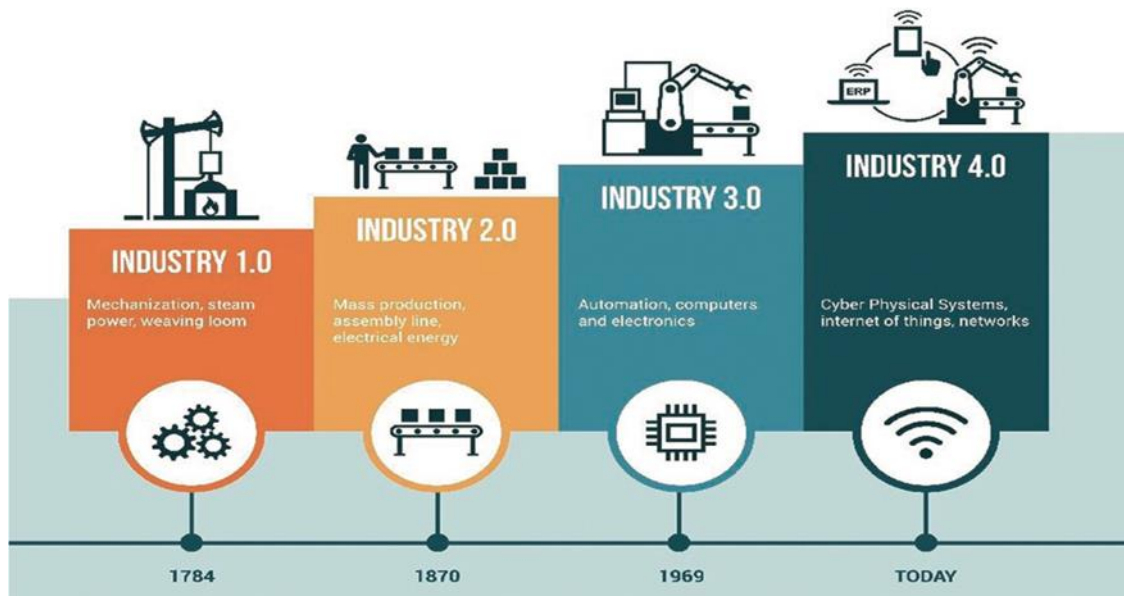 ERP
INDUSTRY 1.0
Mechanization, steam
power, weaving loom
INDUSTRY 2.0
Mass production,
assembly line,
electrical energy
INDUSTRY 3.0
Automation, computers
and electronics
INDUSTRY 4.0
Cyber Physical Systems,
internet of things, networks
1784
1870
1969
TODAY